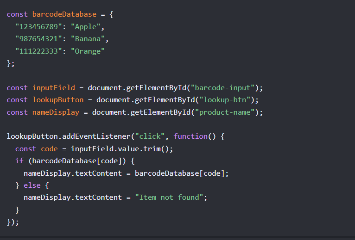 const barcodeDatabase = {
"123456789": "Apple",
"987654321": "Banana",
"111222333": "Orange"
};
const inputField = document.getElementById("barcode-input");
const lookupButton = document.getElementById("lookup-btn");
const nameDisplay = document.getElementById("product-name");
lookupButton.addEventListener("click", function() {
const code = inputField.value.trim();
if (barcodeDatabase[code]) {
nameDisplay.textContent = barcodeDatabase[code];
} else {
nameDisplay.textContent = "Item not found";
}
});